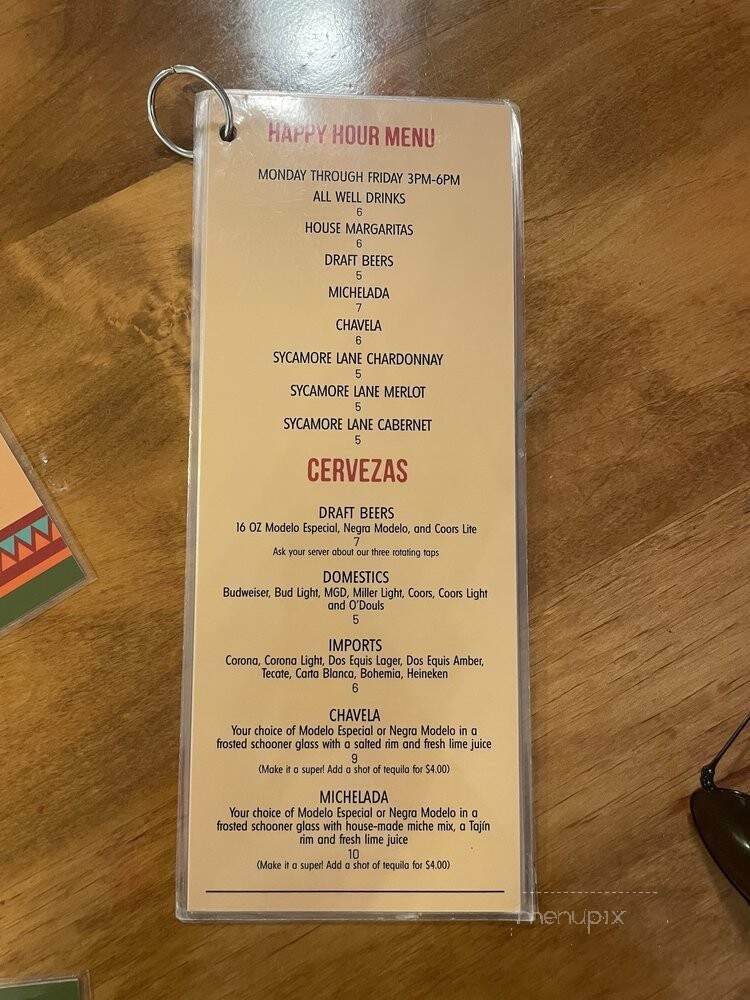 HAPPY HOUR MENU
MONDAY THROUGH FRIDAY 3PM-6PM
ALL WELL DRINKS
6
HOUSE MARGARITAS
6
DRAFT BEERS
5
MICHELADA
7
CHAVELA
6
SYCAMORE LANE CHARDONNAY
5
SYCAMORE LANE MERLOT
5
SYCAMORE LANE CABERNET
5
CERVEZAS
DRAFT BEERS
16 OZ Modelo Especial, Negra Modelo, and Coors Lite
7
Ask your server about our three rotating taps
DOMESTICS
Budweiser, Bud Light, MGD, Miller Light, Coors, Coors Light
and O'Douls
5
IMPORTS
Corona, Corona Light, Dos Equis Lager, Dos Equis Amber,
Tecate, Carta Blanca, Bohemia, Heineken
6
CHAVELA
Your choice of Modelo Especial or Negra Modelo in a
frosted schooner glass with a salted rim and fresh lime juice
9
(Make it a super! Add a shot of tequila for $4.00)
MICHELADA
Your choice of Modelo Especial or Negra Modelo in a
frosted schooner glass with house-made miche mix, a Tajín
rim and fresh lime juice
10
(Make it a super! Add a shot of tequila for $4.00)
menupix